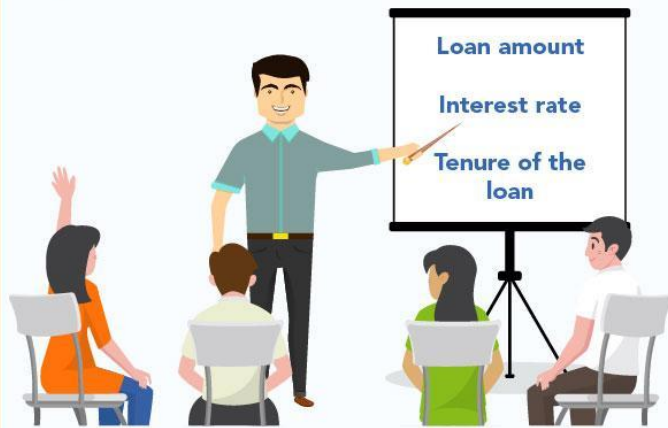 Loan amount
Interest rate
Tenure of the
loan